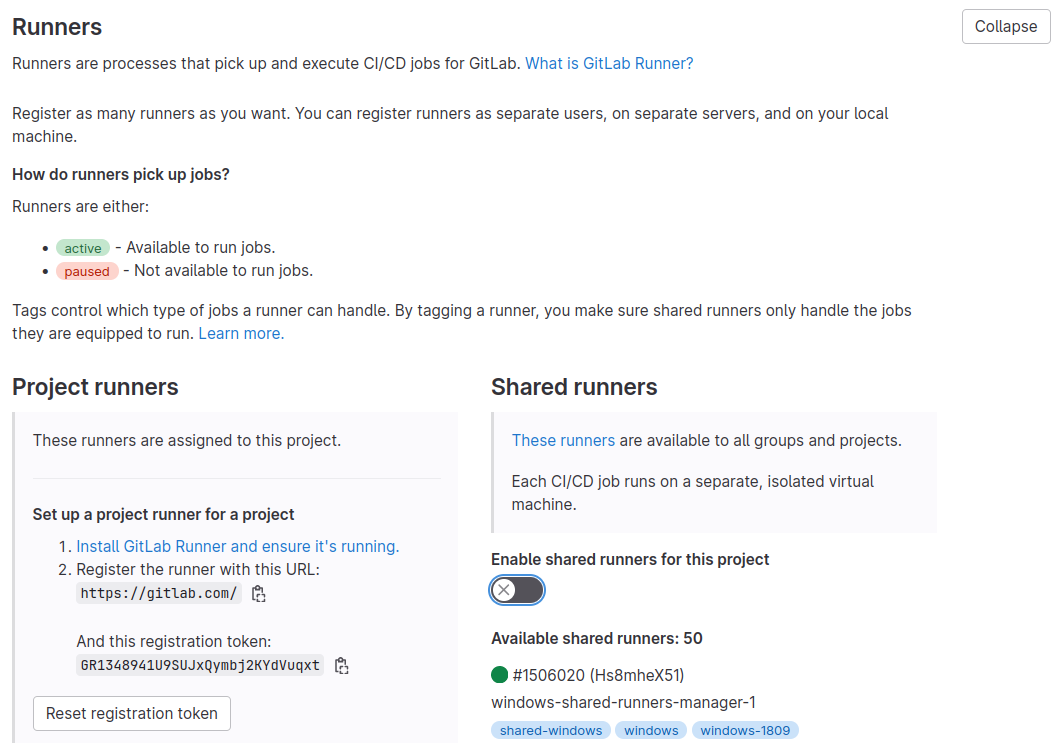 Runners
Collapse
Runners are processes that pick up and execute CI/CD jobs for GitLab. What is GitLab Runner?
Register as many runners as you want. You can register runners as separate users, on separate servers, and on your local
machine.
How do runners pick up jobs?
Runners are either:
active - Available to run jobs.
paused - Not available to run jobs.
Tags control which type of jobs a runner can handle. By tagging a runner, you make sure shared runners only handle the jobs
they are equipped to run. Learn more.
Project runners
These runners are assigned to this project.
Set up a project runner for a project
1. Install GitLab Runner and ensure it's running.
2. Register the runner with this URL:
https://gitlab.com/
And this registration token:
GR1348941U9SUJxQymbj2KYdVuqxt
Reset registration token
Shared runners
These runners are available to all groups and projects.
Each CI/CD job runs on a separate, isolated virtual
machine.
Enable shared runners for this project
Available shared runners: 50
#1506020 (Hs8mheX51)
windows-shared-runners-manager-1
shared-windows windows windows-1809